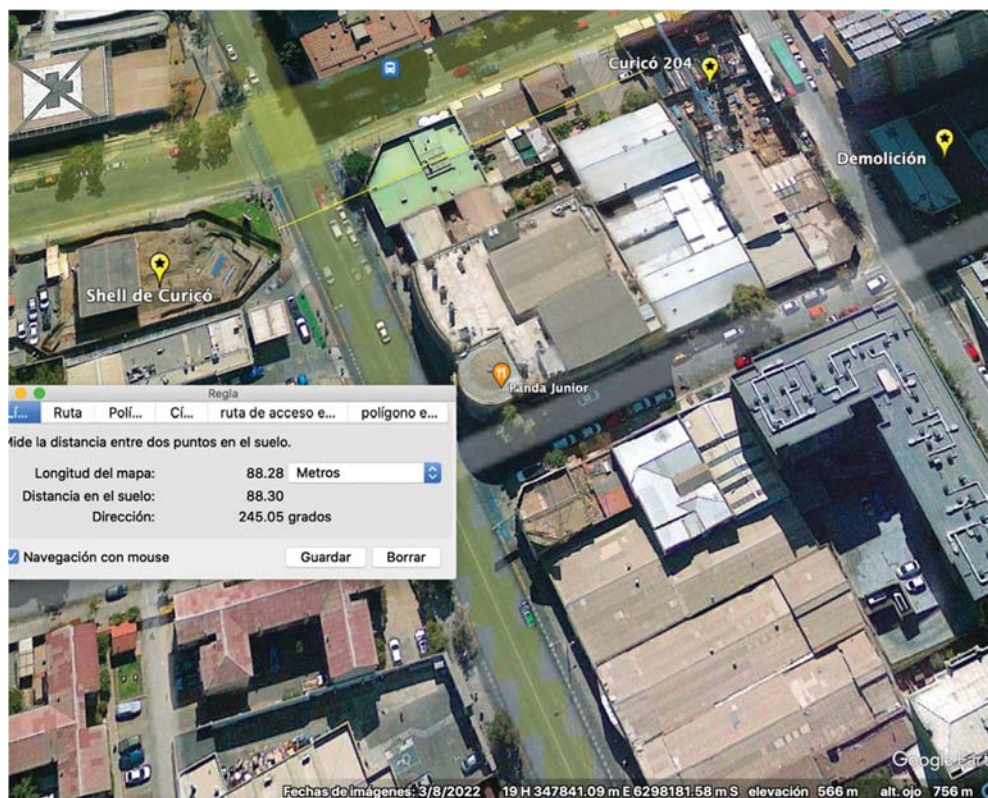 Curicó 204
Demolición
Shell de Curicó
Panda Junior
Regla
Lí... Ruta Polí... Cí... ruta de acceso e... polígono e...
Mide la distancia entre dos puntos en el suelo.
Longitud del mapa: 88.28 Metros
Distancia en el suelo: 88.30
Dirección: 245.05 grados
Navegación con mouse Guardar Borrar
Google Eart
Fechas de imágenes: 3/8/2022 19 H 347841.09 m E 6298181.58 m S elevación 566 m alt. ojo 756 m